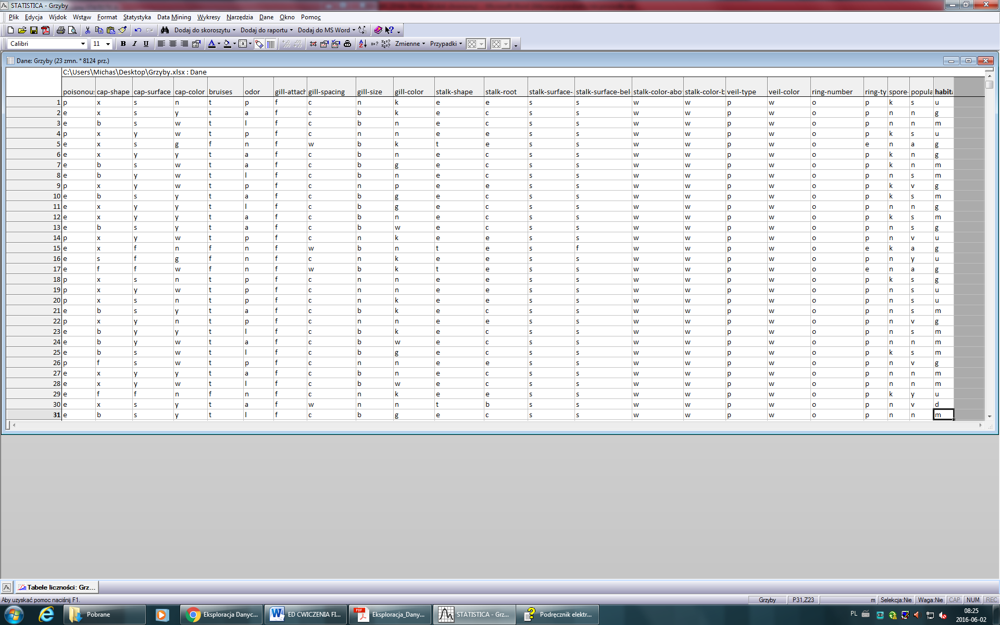 STATISTICA - Grzyby
Plik Edycja Widok Wstaw Format Statystyka Data Mining Wykresy Narzędzia Dane Okno Pomoc
Dodaj do skoroszytu Dodaj do raportu Dodaj do MS Word
Calibri 11 B I U Zmienne Przypadki
Dane: Grzyby (23 zmn. * 8124 prz.)
C:\Users\Michas\Desktop\Grzyby.xlsx : Dane
poisonous cap-shape cap-surface cap-color bruises odor gill-attach gill-spacing gill-size gill-color stalk-shape stalk-root stalk-surface- stalk-surface-bel stalk-color-abo stalk-color-b veil-type veil-color ring-number ring-ty spore- popula habita
1 p x s n t p f c n k e e s s w w p w o p k s u
2 e x s y t a f c b k e c s s w w p w o p n n g
3 e b s w t l f c b n e c s s w w p w o p n n m
4 p x y w t p f c n n e e s s w w p w o p k s u
5 e x s g f n f w b k t e s s w w p w o e n a g
6 e x y y t a f c b n e c s s w w p w o p k n g
7 e b s w t a f c b g e c s s w w p w o p k n m
8 e b y w t l f c b n e c s s w w p w o p n s m
9 p x y w t p f c n p e e s s w w p w o p k v g
10 e b s y t a f c b g e c s s w w p w o p k s m
11 e x y y t l f c b g e c s s w w p w o p n n g
12 e x y y t a f c b n e c s s w w p w o p k s m
13 e b s y t a f c b w e c s s w w p w o p n s g
14 p x y w t p f c n k e e s s w w p w o p n v u
15 e x f n f n f w b n t e s f w w p w o e k a g
16 e s f g f n f c n k e e s s w w p w o p n y u
17 e f f w f n f w b k t e s s w w p w o e n a g
18 p x s n t p f c n n e e s s w w p w o p k s g
19 p x y w t p f c n n e e s s w w p w o p n s u
20 p x s n t p f c n k e e s s w w p w o p n s u
21 e b s y t a f c b k e c s s w w p w o p n s m
22 p x y n t p f c n n e e s s w w p w o p n v g
23 e b y y t l f c b k e c s s w w p w o p n s m
24 e b y w t a f c b w e c s s w w p w o p n n m
25 e b s w t l f c b g e c s s w w p w o p k s m
26 p f s w t p f c n n e e s s w w p w o p n v g
27 e x y y t a f c b n e c s s w w p w o p n n m
28 e x y w t l f c b w e c s s w w p w o p n n m
29 e f f n f n f c n k e e s s w w p w o p k y u
30 e x s y t a f w n n t b s s w w p w o p n v d
31 e b s y t l f c b g e c s s w w p w o p n n m
Tabele liczności: Grz...
Aby uzyskać pomoc naciśnij F1. Grzyby P31,Z23 m Selekcja:Nie Waga:Nie CAP NUM REC
Pobrane Eksploracja Danyc... ED CWICZENIA FI... Eksploracja_Dany... STATISTICA - Grz... Podręcznik elektr... PL 08:25
2016-06-02